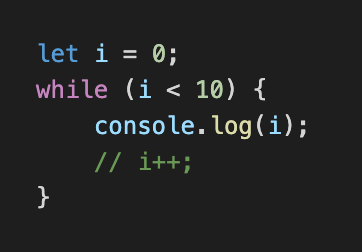 let i = 0;
while (i < 10) {
    console.log(i);
    // i++;
}